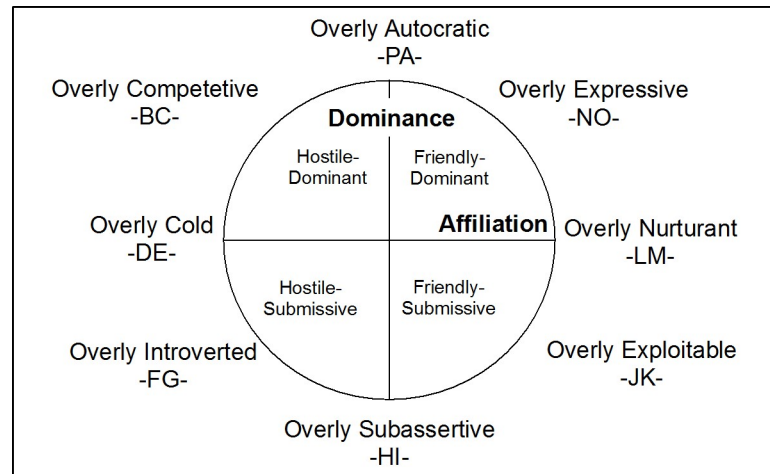 Overly Autocratic
-PA-
Overly Competetive
-BC-
Overly Expressive
-NO-
Dominance
Hostile-
Dominant
Friendly-
Dominant
Overly Cold
-DE-
Affiliation
Overly Nurturant
-LM-
Hostile-
Submissive
Friendly-
Submissive
Overly Introverted
-FG-
Overly Exploitable
-JK-
Overly Subassertive
-HI-